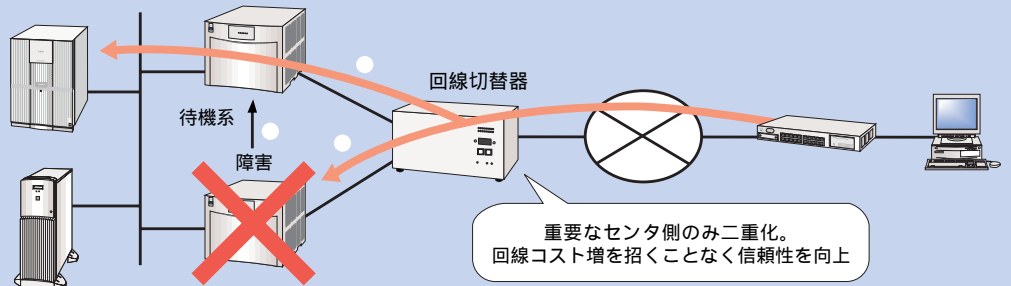 回線切替器
待機系
障害
重要なセンタ側のみ二重化。
回線コスト増を招くことなく信頼性を向上